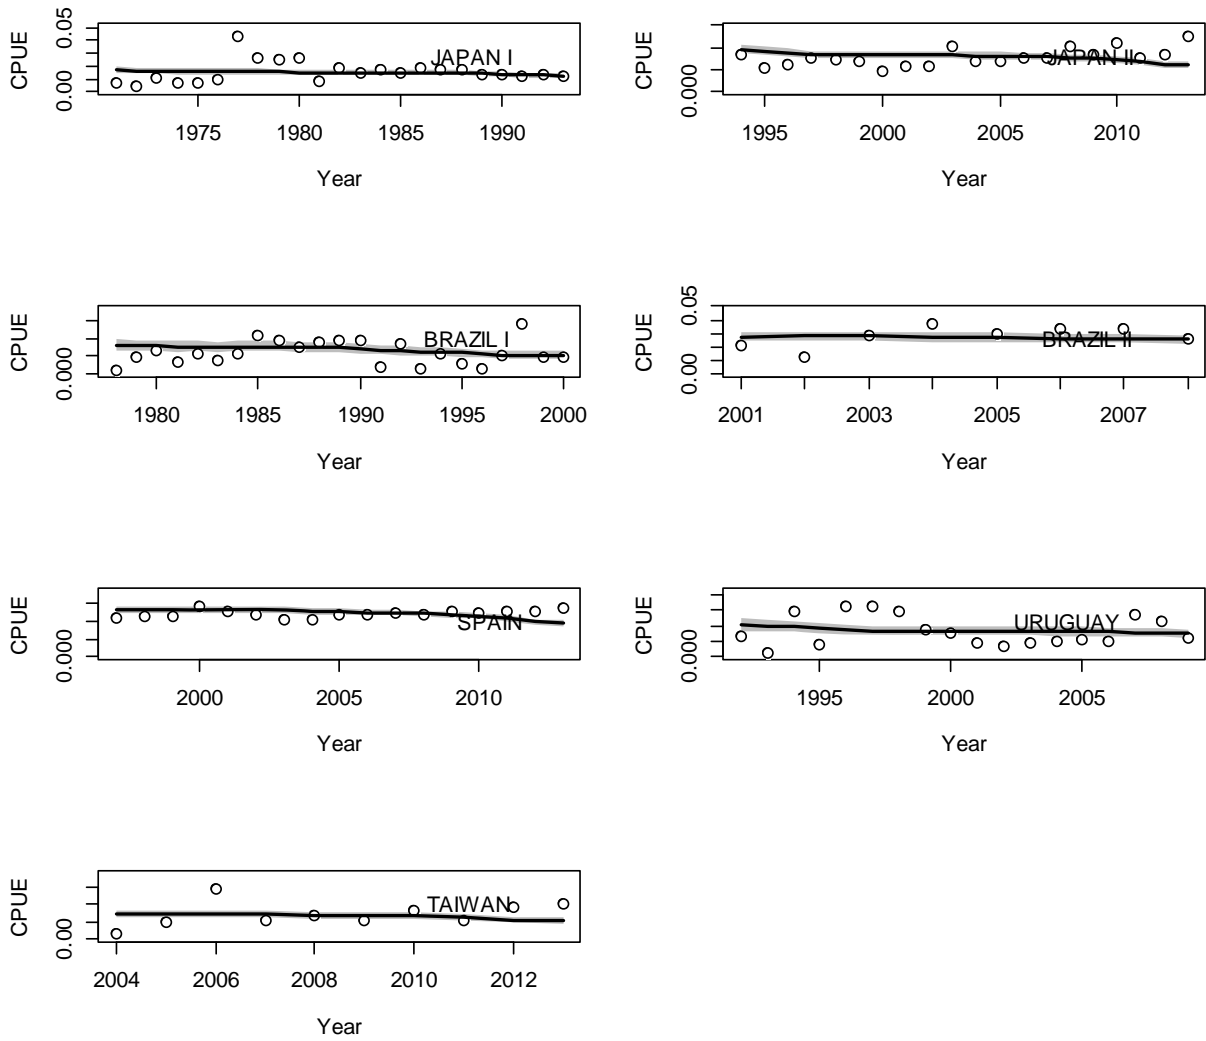 CPUE
0.00 0.05
JAPAN I
1975 1980 1985 1990
Year
CPUE
0.000
JAPAN II
1995 2000 2005 2010
Year
CPUE
0.000
BRAZIL I
1980 1985 1990 1995 2000
Year
CPUE
0.00 0.05
BRAZIL II
2001 2003 2005 2007
Year
CPUE
0.000
SPAIN
2000 2005 2010
Year
CPUE
0.000
URUGUAY
1995 2000 2005
Year
CPUE
0.00
TAIWAN
2004 2006 2008 2010 2012
Year